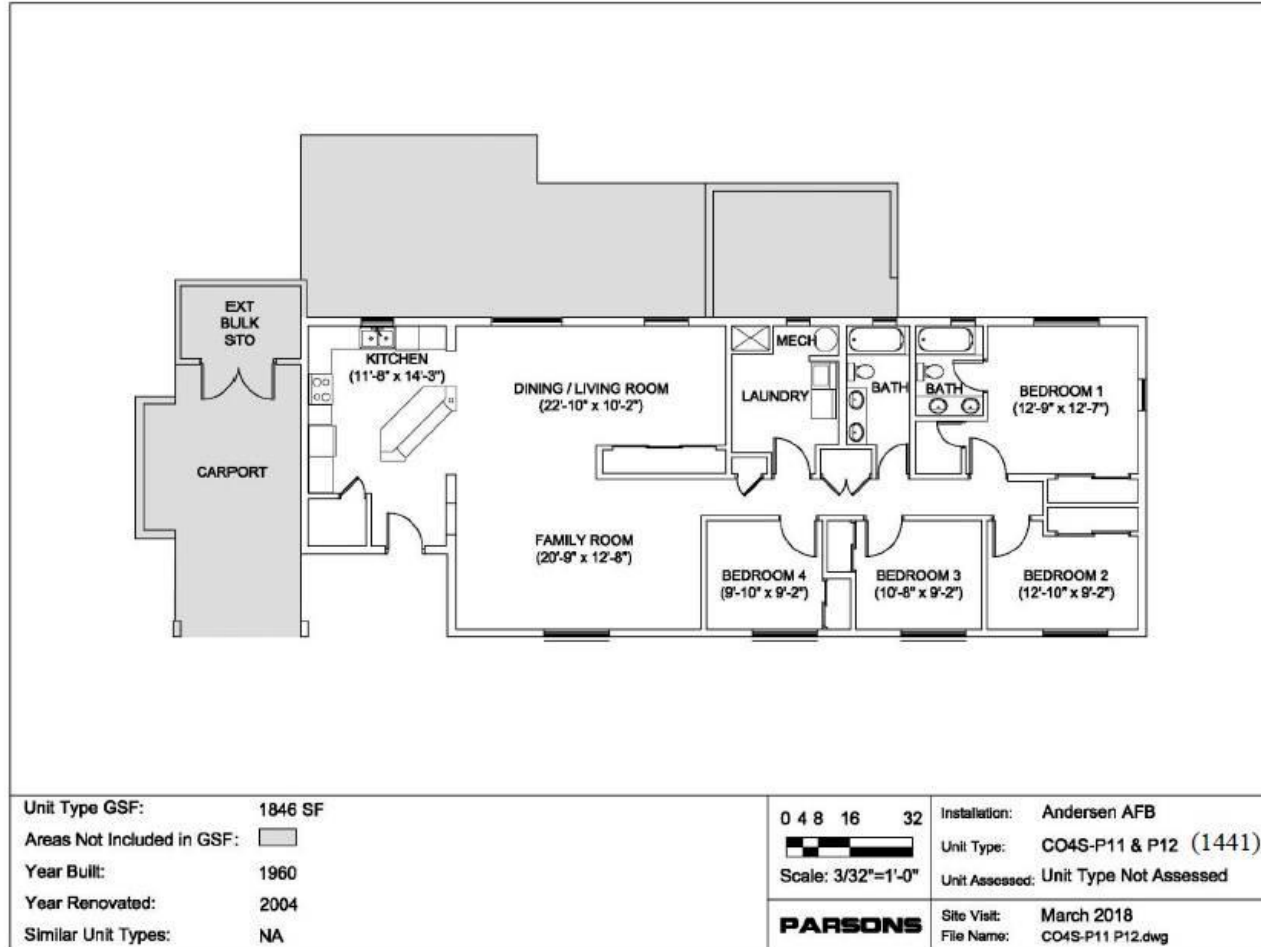 EXT
BULK
STO
KITCHEN
(11'-8" x 14'-3")
MECH
DINING / LIVING ROOM
(22'-10" x 10'-2")
LAUNDRY
BATH
BATH
BEDROOM 1
(12'-9" x 12'-7")
CARPORT
FAMILY ROOM
(20'-9" x 12'-8")
BEDROOM 4
(9'-10" x 9'-2")
BEDROOM 3
(10'-8" x 9'-2")
BEDROOM 2
(12'-10" x 9'-2")
Unit Type GSF: 1846 SF
Areas Not Included in GSF:
Year Built: 1960
Year Renovated: 2004
Similar Unit Types: NA
0 4 8 16 32
Scale: 3/32"=1'-0"
PARSONS
Installation: Andersen AFB
Unit Type: CO4S-P11 & P12 (1441)
Unit Assessed: Unit Type Not Assessed
Site Visit: March 2018
File Name: CO4S-P11 P12.dwg